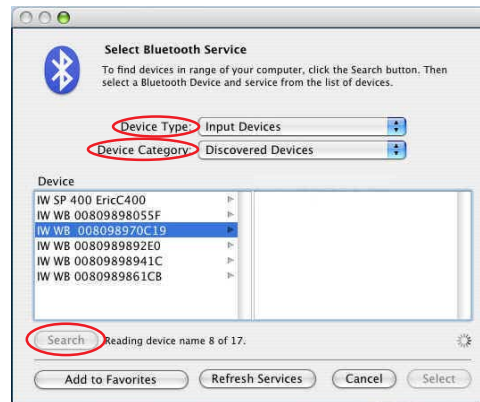 Select Bluetooth Service
To find devices in range of your computer, click the Search button. Then
select a Bluetooth Device and service from the list of devices.
Device Type: Input Devices
Device Category: Discovered Devices
Device
IW SP 400 EricC400
IW WB 00809898055F
IW WB 008098970C19
IW WB 0080989892E0
IW WB 00809898941C
IW WB 0080989861CB
Search Reading device name 8 of 17.
Add to Favorites Refresh Services Cancel Select